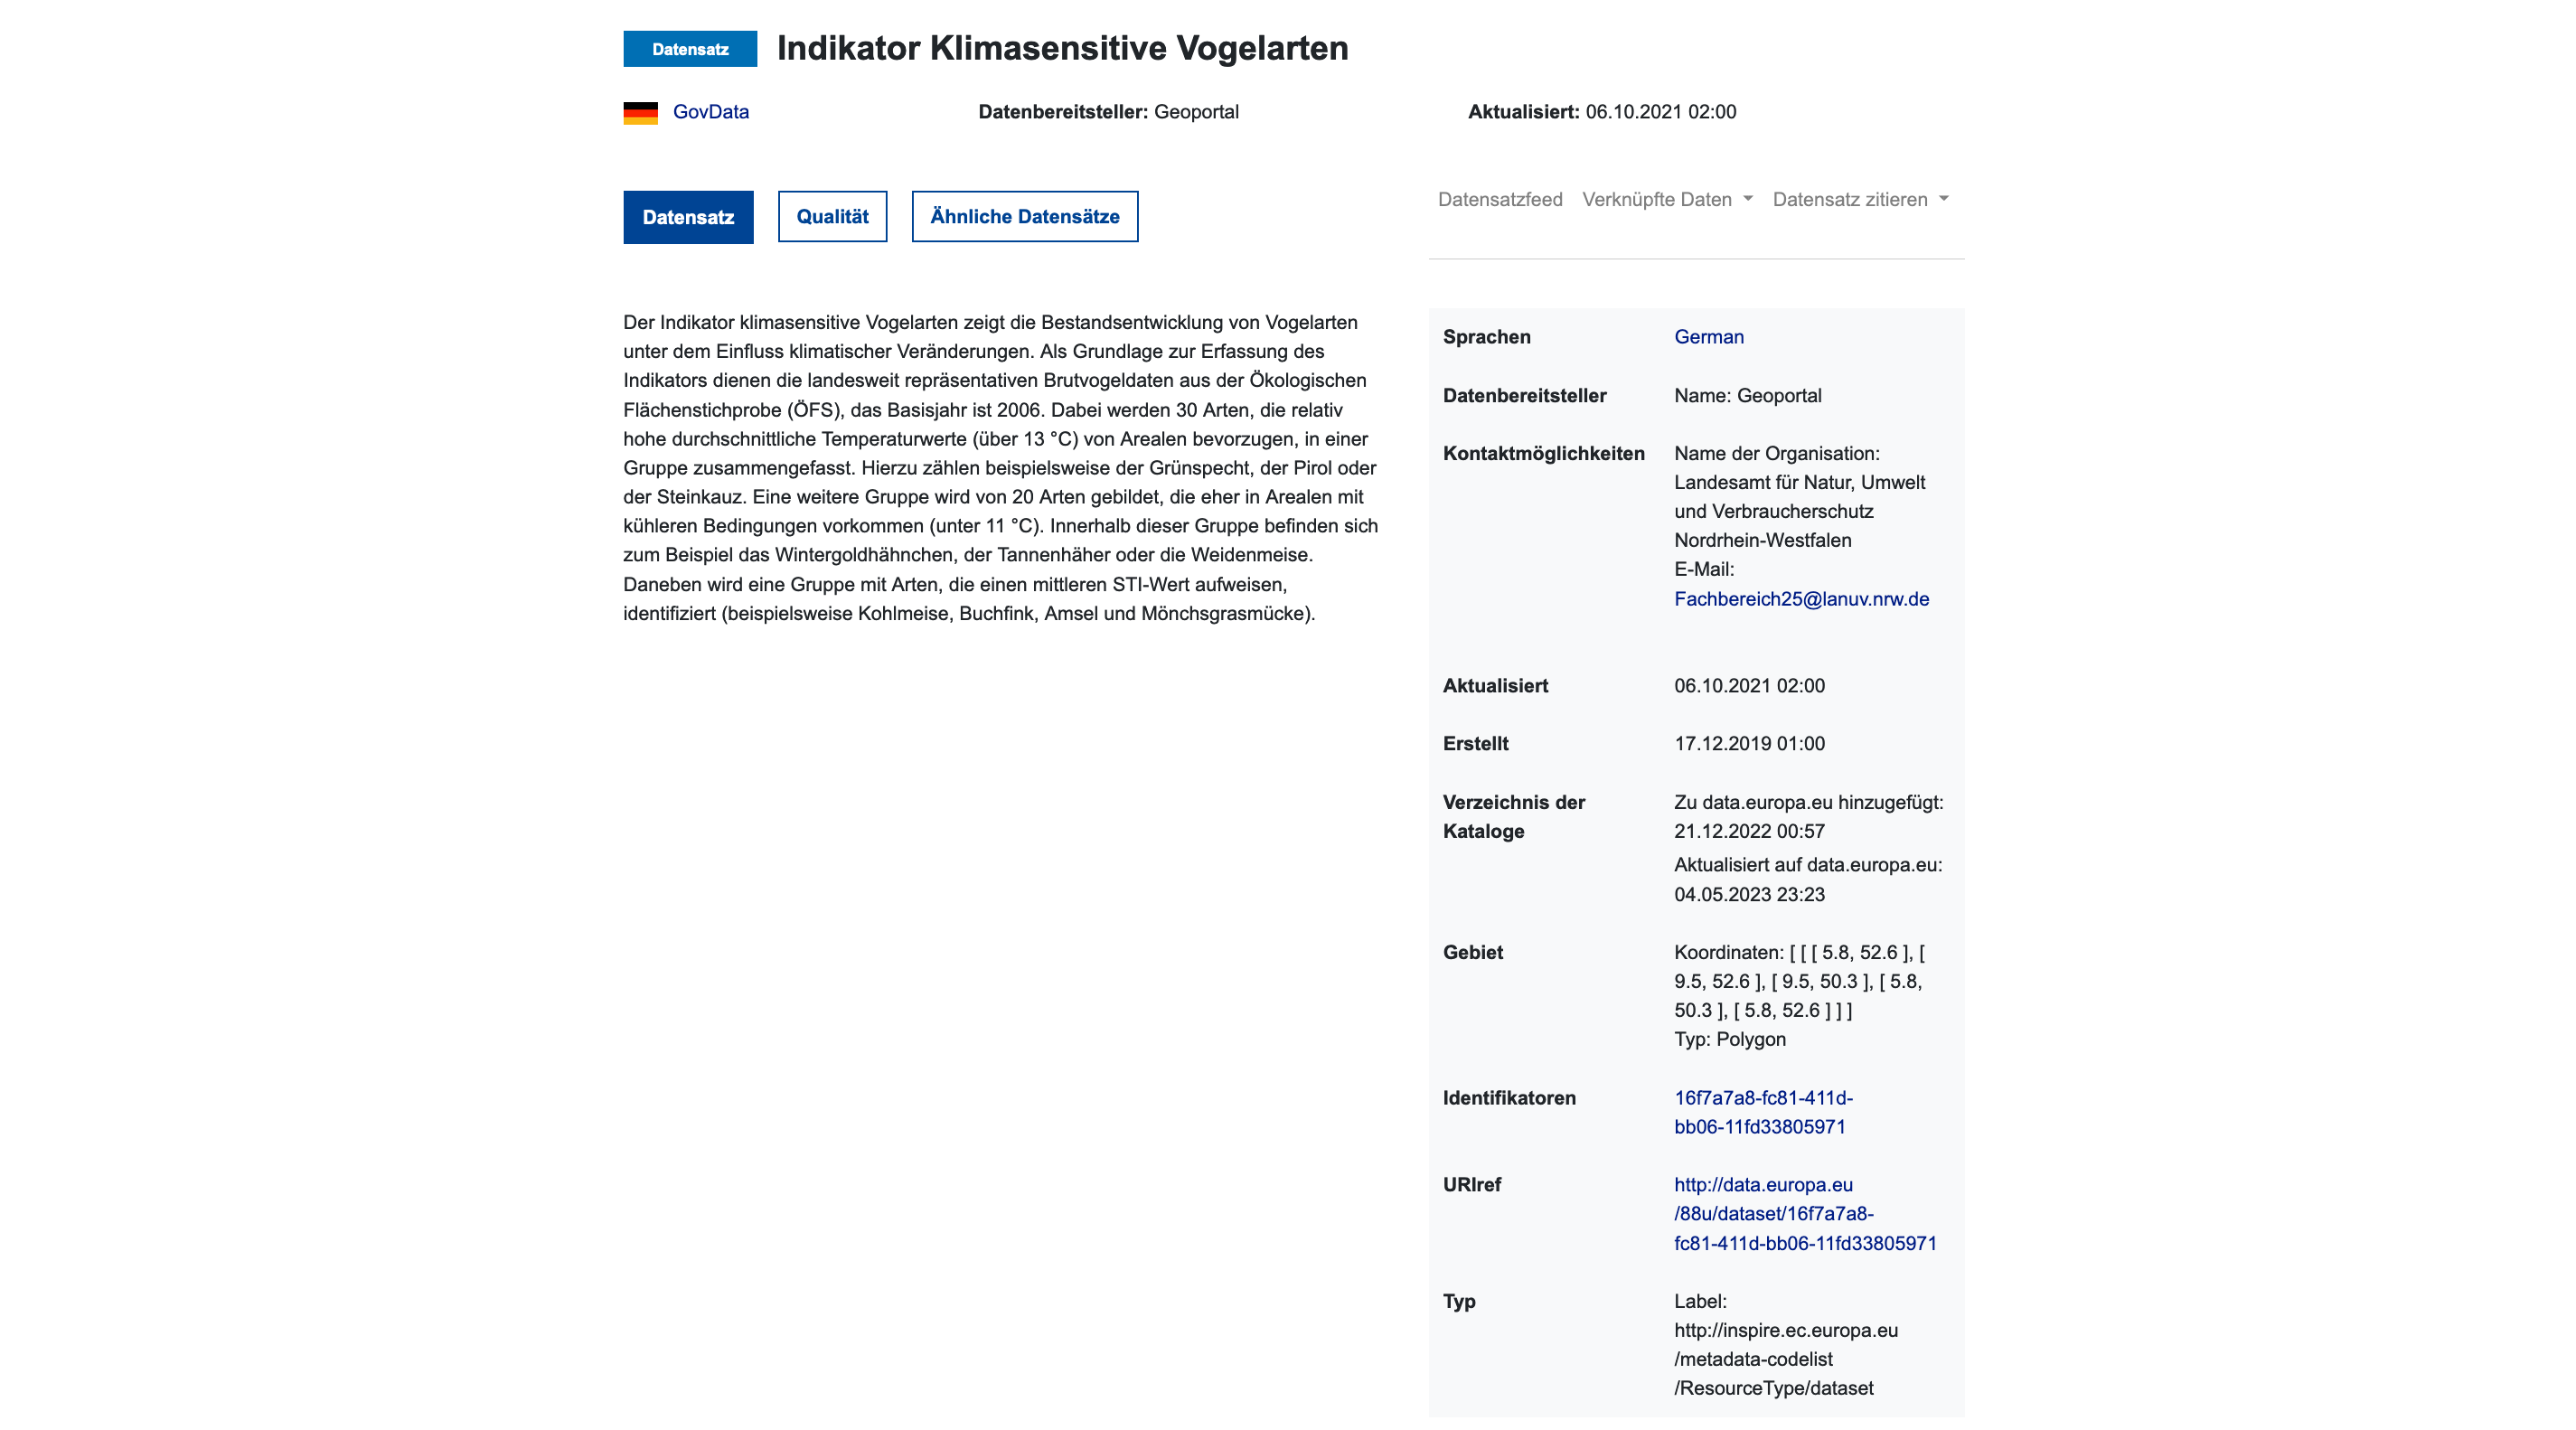 Datensatz
Indikator Klimasensitive Vogelarten
GovData
Datenbereitsteller: Geoportal
Aktualisiert: 06.10.2021 02:00
Datensatz
Qualität
Ähnliche Datensätze
Datensatzfeed
Verknüpfte Daten
Datensatz zitieren
Der Indikator klimasensitive Vogelarten zeigt die Bestandsentwicklung von Vogelarten
unter dem Einfluss klimatischer Veränderungen. Als Grundlage zur Erfassung des
Indikators dienen die landesweit repräsentativen Brutvogeldaten aus der Ökologischen
Flächenstichprobe (ÖFS), das Basisjahr ist 2006. Dabei werden 30 Arten, die relativ
hohe durchschnittliche Temperaturwerte (über 13 °C) von Arealen bevorzugen, in einer
Gruppe zusammengefasst. Hierzu zählen beispielsweise der Grünspecht, der Pirol oder
der Steinkauz. Eine weitere Gruppe wird von 20 Arten gebildet, die eher in Arealen mit
kühleren Bedingungen vorkommen (unter 11 °C). Innerhalb dieser Gruppe befinden sich
zum Beispiel das Wintergoldhähnchen, der Tannenhäher oder die Weidenmeise.
Daneben wird eine Gruppe mit Arten, die einen mittleren STI-Wert aufweisen,
identifiziert (beispielsweise Kohlmeise, Buchfink, Amsel und Mönchsgrasmücke).
Sprachen
German
Datenbereitsteller
Name: Geoportal
Kontaktmöglichkeiten
Name der Organisation:
Landesamt für Natur, Umwelt
und Verbraucherschutz
Nordrhein-Westfalen
E-Mail:
Fachbereich25@lanuv.nrw.de
Aktualisiert
06.10.2021 02:00
Erstellt
17.12.2019 01:00
Verzeichnis der
Kataloge
Zu data.europa.eu hinzugefügt:
21.12.2022 00:57
Aktualisiert auf data.europa.eu:
04.05.2023 23:23
Gebiet
Koordinaten: [ [ [ 5.8, 52.6 ], [
9.5, 52.6 ], [ 9.5, 50.3 ], [ 5.8,
50.3 ], [ 5.8, 52.6 ] ] ]
Typ: Polygon
Identifikatoren
16f7a7a8-fc81-411d-
bb06-11fd33805971
URIref
http://data.europa.eu
/88u/dataset/16f7a7a8-
fc81-411d-bb06-11fd33805971
Typ
Label:
http://inspire.ec.europa.eu
/metadata-codelist
/ResourceType/dataset